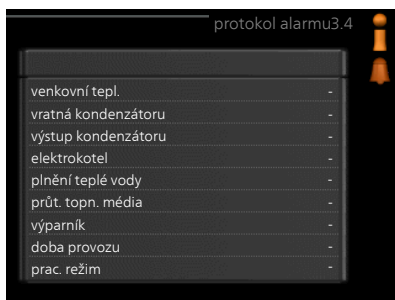 protokol alarmu3.4
venkovní tepl. -
vratná kondenzátoru -
výstup kondenzátoru -
elektrokotel -
plnění teplé vody -
průt. topn. média -
výparník -
doba provozu -
prac. režim -